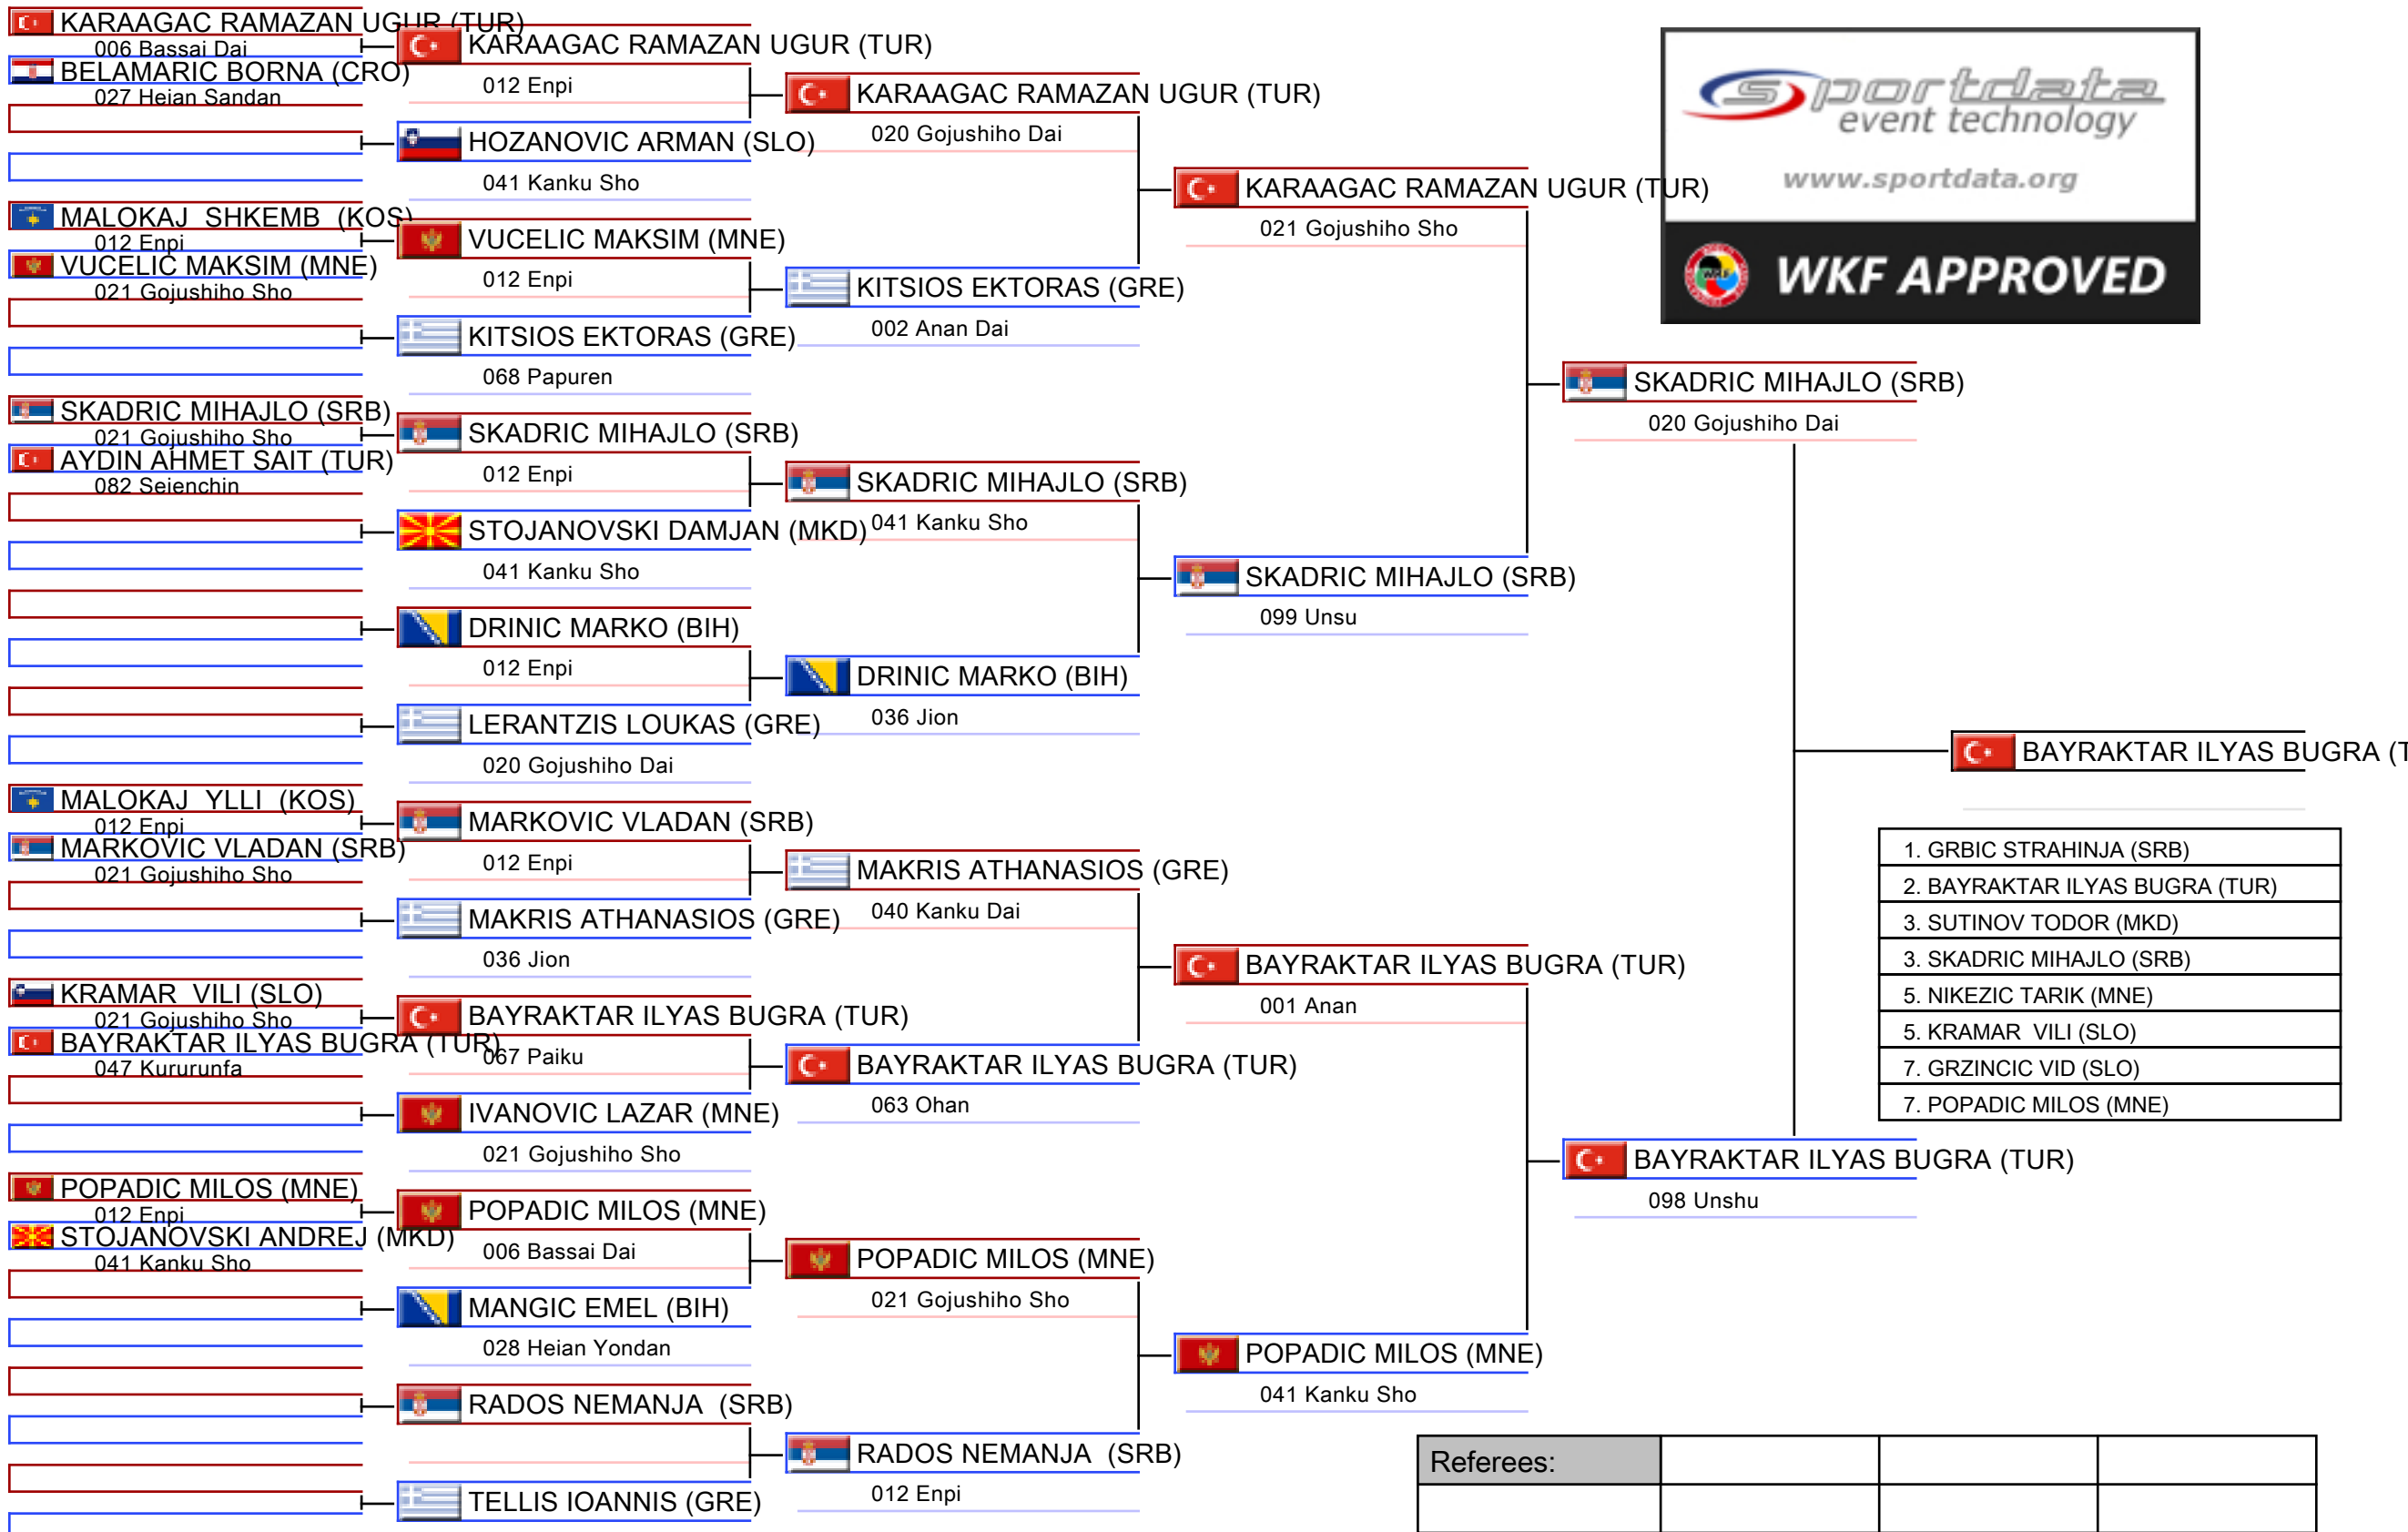 KARAAGAC RAMAZAN UGUR (TUR)
006 Bassai Dai
BELAMARIC BORNA (CRO)
027 Heian Sandan
MALOKAJ  SHKEMB  (KOS)
012 Enpi
VUCELIC MAKSIM (MNE)
021 Gojushiho Sho
SKADRIC MIHAJLO (SRB)
021 Gojushiho Sho
AYDIN AHMET SAIT (TUR)
082 Seienchin
MALOKAJ  YLLI  (KOS)
012 Enpi
MARKOVIC VLADAN (SRB)
021 Gojushiho Sho
KRAMAR  VILI (SLO)
021 Gojushiho Sho
BAYRAKTAR ILYAS BUGRA (TUR)
047 Kururunfa
POPADIC MILOS (MNE)
012 Enpi
STOJANOVSKI ANDREJ (MKD)
041 Kanku Sho
KARAAGAC RAMAZAN UGUR (TUR)
012 Enpi
HOZANOVIC ARMAN (SLO)
041 Kanku Sho
VUCELIC MAKSIM (MNE)
012 Enpi
KITSIOS EKTORAS (GRE)
068 Papuren
SKADRIC MIHAJLO (SRB)
012 Enpi
STOJANOVSKI DAMJAN (MKD)
041 Kanku Sho
DRINIC MARKO (BIH)
012 Enpi
LERANTZIS LOUKAS (GRE)
020 Gojushiho Dai
MARKOVIC VLADAN (SRB)
012 Enpi
MAKRIS ATHANASIOS (GRE)
036 Jion
BAYRAKTAR ILYAS BUGRA (TUR)
067 Paiku
IVANOVIC LAZAR (MNE)
021 Gojushiho Sho
POPADIC MILOS (MNE)
006 Bassai Dai
MANGIC EMEL (BIH)
028 Heian Yondan
RADOS NEMANJA  (SRB)
TELLIS IOANNIS (GRE)
KARAAGAC RAMAZAN UGUR (TUR)
020 Gojushiho Dai
KITSIOS EKTORAS (GRE)
002 Anan Dai
SKADRIC MIHAJLO (SRB)
041 Kanku Sho
DRINIC MARKO (BIH)
036 Jion
MAKRIS ATHANASIOS (GRE)
040 Kanku Dai
BAYRAKTAR ILYAS BUGRA (TUR)
063 Ohan
POPADIC MILOS (MNE)
021 Gojushiho Sho
RADOS NEMANJA  (SRB)
012 Enpi
KARAAGAC RAMAZAN UGUR (TUR)
021 Gojushiho Sho
SKADRIC MIHAJLO (SRB)
099 Unsu
BAYRAKTAR ILYAS BUGRA (TUR)
001 Anan
POPADIC MILOS (MNE)
041 Kanku Sho
SKADRIC MIHAJLO (SRB)
020 Gojushiho Dai
BAYRAKTAR ILYAS BUGRA (TUR)
098 Unshu
BAYRAKTAR ILYAS BUGRA (T
sportdata
event technology
www.sportdata.org
WKF
WKF APPROVED
1. GRBIC STRAHINJA (SRB)
2. BAYRAKTAR ILYAS BUGRA (TUR)
3. SUTINOV TODOR (MKD)
3. SKADRIC MIHAJLO (SRB)
5. NIKEZIC TARIK (MNE)
5. KRAMAR  VILI (SLO)
7. GRZINCIC VID (SLO)
7. POPADIC MILOS (MNE)
Referees: